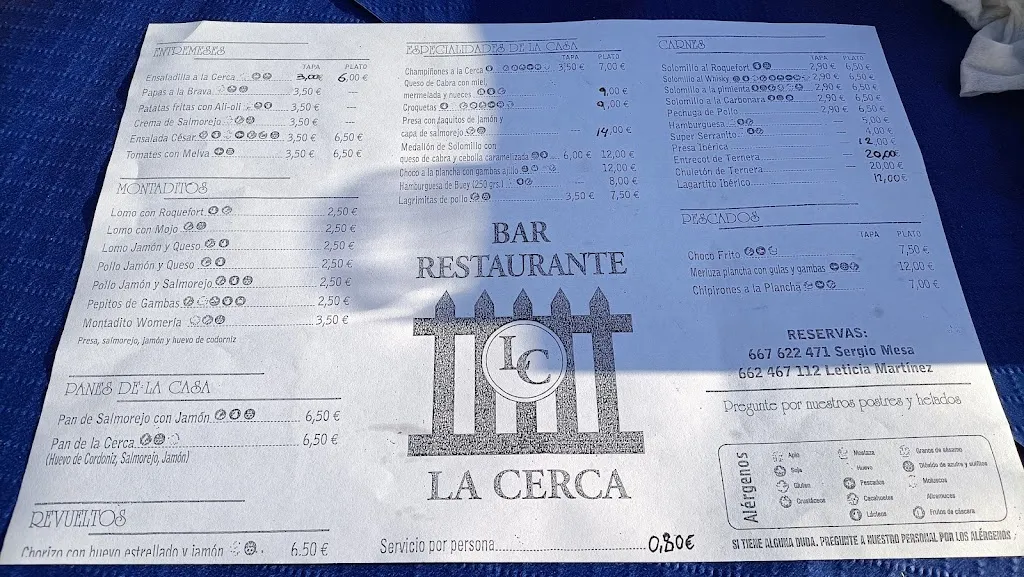 ENTREMESES
TAPA PLATO
Ensaladilla a la Cerca 3,00€ 6,00 €
Papas a la Brava 3,50 € ---
Patatas fritas con Ali-oli 3,50 € ---
Crema de Salmorejo 3,50 € ---
Ensalada César 3,50 € 6,50 €
Tomates con Melva 3,50 € 6,50 €
MONTADITOS
Lomo con Roquefort 2,50 €
Lomo con Mojo 2,50 €
Lomo Jamón y Queso 2,50 €
Pollo Jamón y Queso 2,50 €
Pollo Jamón y Salmorejo 2,50 €
Pepitos de Gambas 2,50 €
Montadito Womería 3,50 €
Presa, salmorejo, jamón y huevo de codorniz
PANES DE LA CASA
Pan de Salmorejo con Jamón 6,50 €
Pan de la Cerca 6,50 €
(Huevo de Cordoniz, Salmorejo, Jamón)
REVUELTOS
Chorizo con huevo estrellado y jamón 6.50 €
ESPECIALIDADES DE LA CASA
TAPA PLATO
Champiñones a la Cerca 3,50 € 7,00 €
Queso de Cabra con miel,
mermelada y nueces --- 9,00 €
Croquetas --- 9,00 €
Presa con taquitos de jamón y
capa de salmorejo --- 14,00 €
Medallón de Solomillo con
queso de cabra y cebolla caramelizada 6,00 € 12,00 €
Choco a la plancha con gambas ajillo 12,00 €
Hamburguesa de Buey (250 grs.) --- 8,00 €
Lagrimitas de pollo 3,50 € 7,50 €
BAR
RESTAURANTE
LC
LA CERCA
Servicio por persona 0,80€
CARNES
TAPA PLATO
Solomillo al Roquefort 2,90 € 6,50 €
Solomillo al Whisky 2,90 € 6,50 €
Solomillo a la pimienta 2,90 € 6,50 €
Solomillo a la Carbonara 2,90 € 6,50 €
Pechuga de Pollo 2,90 € 6,50 €
Hamburguesa --- 5,00 €
Super Serranito --- 4,00 €
Presa Ibérica 12,00 €
Entrecot de Ternera --- 20,00€
Chuletón de Ternera 20,00 €
Lagartito Ibérico 12,00€
PESCADOS
TAPA PLATO
Choco Frito 7,50 €
Merluza plancha con gulas y gambas 12,00 €
Chipirones a la Plancha 7,00 €
RESERVAS:
667 622 471 Sergio Mesa
662 467 112 Leticia Martínez
Pregunte por nuestros postres y helados
Alérgenos
Apio Mostaza Granos de sésamo
Soja Huevo Dióxido de azufre y sulfitos
Gluten Pescados Moluscos
Crustáceos Cacahuetes Altramuces
Lácteos Frutos de cáscara
SI TIENE ALGUNA DUDA, PREGUNTE A NUESTRO PERSONAL POR LOS ALÉRGENOS